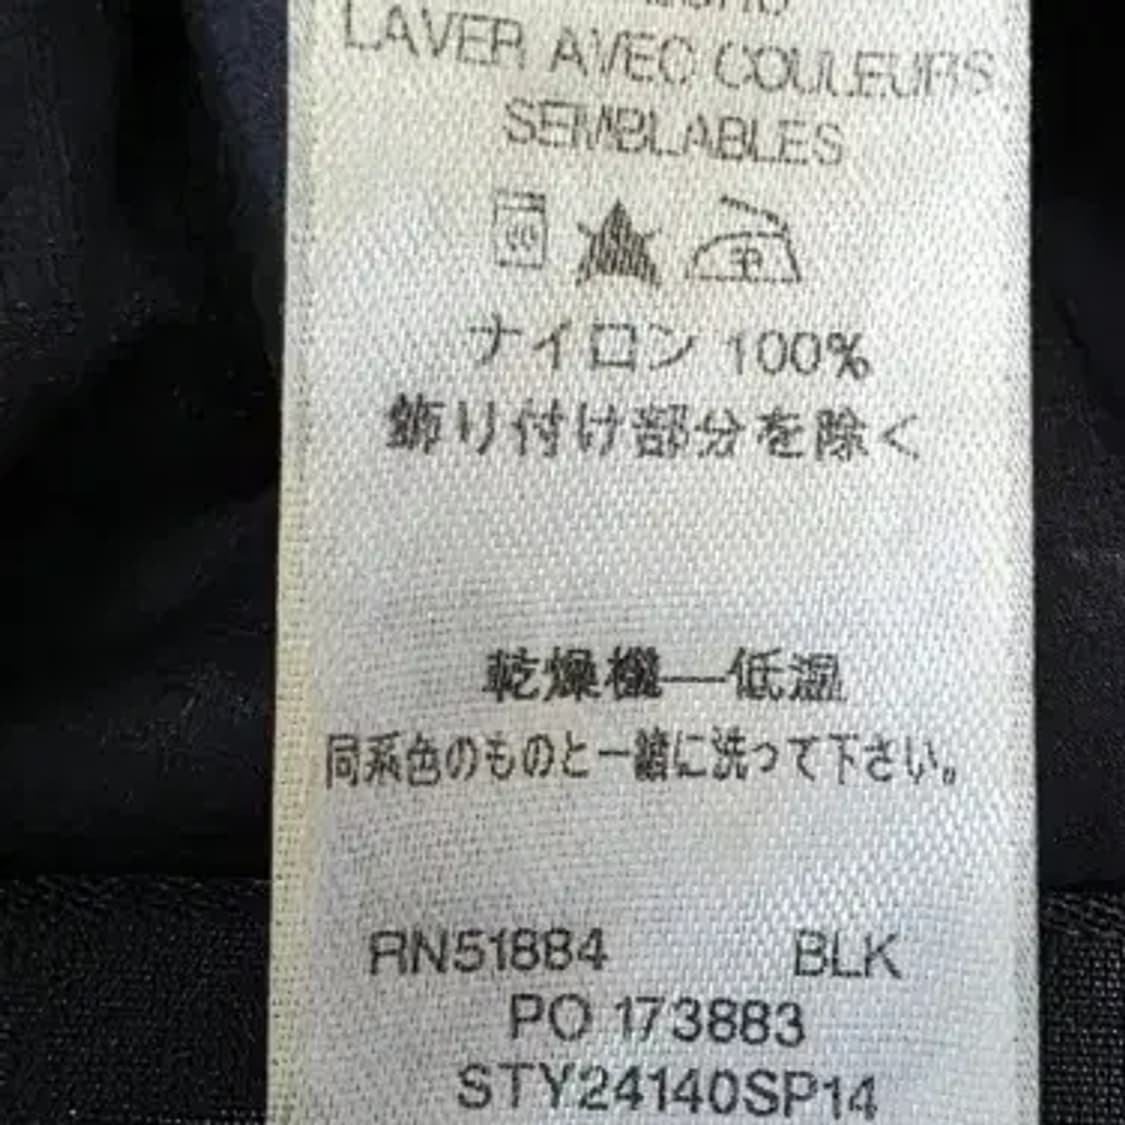 LAVER AVEC COULEURS
SEMBLABLES
ナイロン 100%
飾り付け部分を除く
乾燥機—低温
同系色のものと一緒に洗って下さい。
RN51884 BLK
PO 173883
STY24140SP14